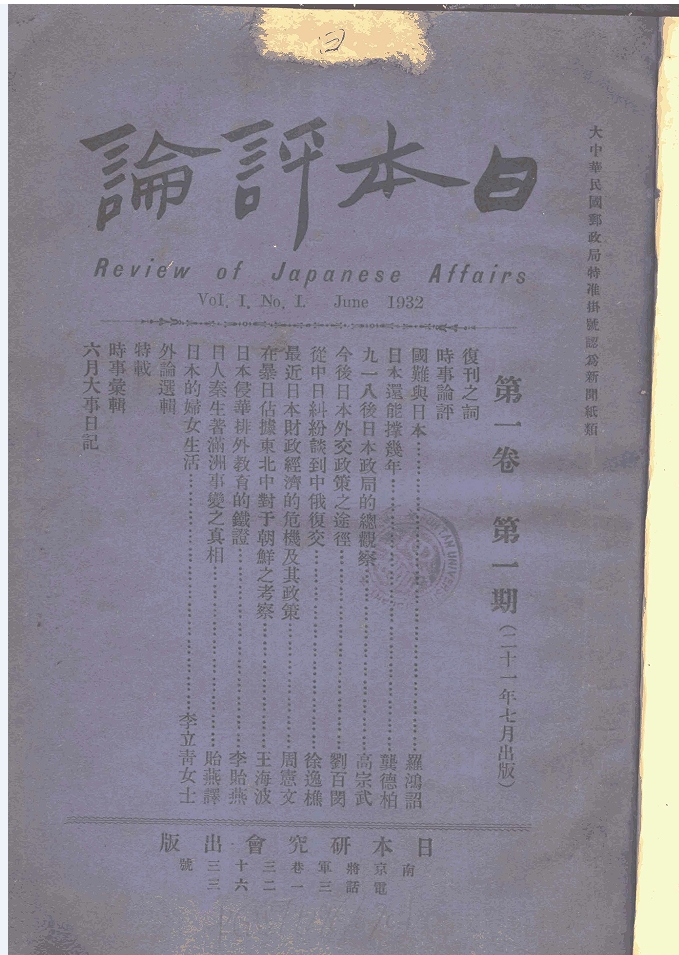 大中華民國郵政局特准掛號認爲新聞紙類
日本評論
Review of Japanese Affairs
Vol. I. No. I. June 1932
第一卷 第一期(二十一年七月出版)
復刊之詞
時事論評
國難與日本……羅鴻詔
日本還能撑幾年……龔德柏
九一八後日本政局的總觀察……高宗武
今後日本外交政策之途徑……劉百閔
從中日糾紛談到中俄復交……徐逸樵
最近日本財政經濟的危機及其政策……周憲文
在暴日佔據東北中對于朝鮮之考察……王海波
日本侵華排外教育的鐵證……李貽燕
日人秦生著滿洲事變之真相……貽燕譯
日本的婦女生活……李立青女士
外論選輯
特載
時事彙輯
六月大事日記
日本研究會出版
南京將軍巷三十三號
電話三一二六三